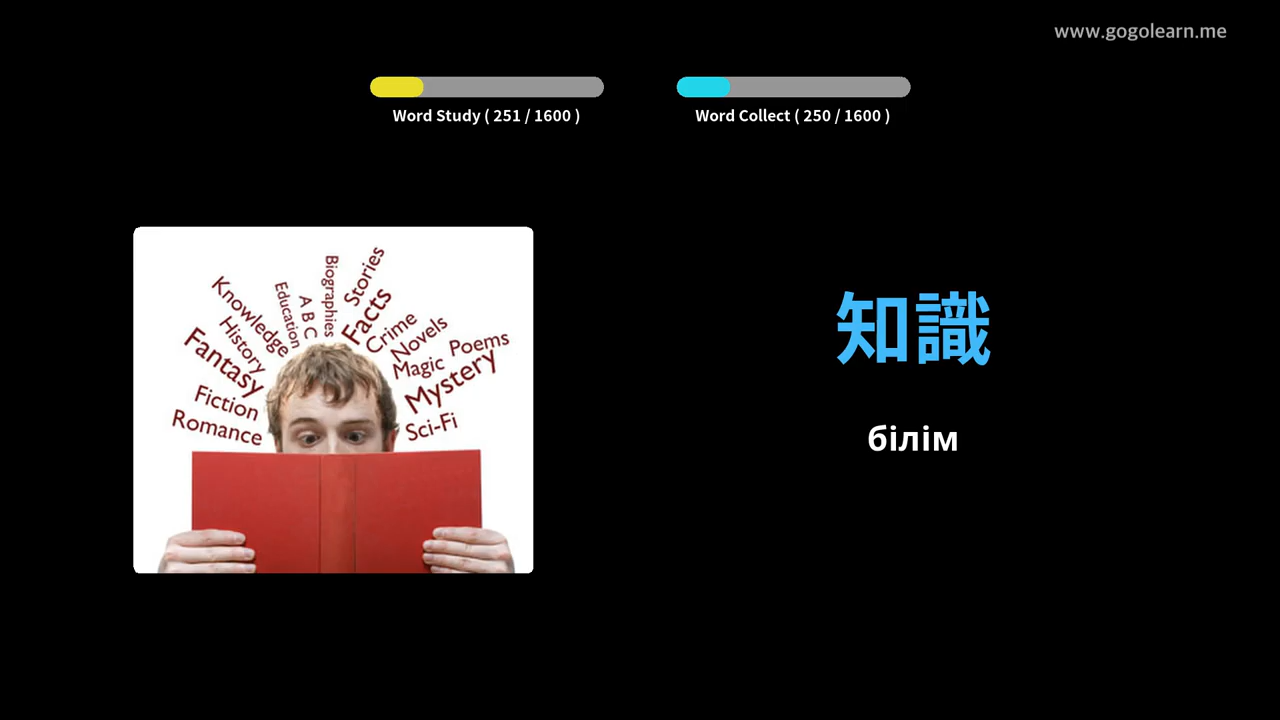 www.gogolearn.me
Word Study ( 251 / 1600 )
Word Collect ( 250 / 1600 )
Knowledge
History
Fantasy
Fiction
Romance
Education
A B C
Biographies
Stories
Facts
Crime
Novels
Magic
Poems
Mystery
Sci-Fi
知識
білім